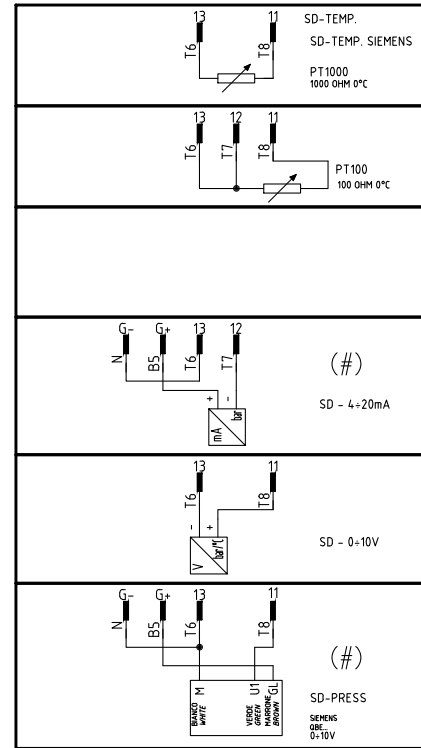 13 11 SD-TEMP.
SD-TEMP. SIEMENS
T6 T8
PT1000
1000 OHM 0°C
13 12 11
T6 T7 T8
PT100
100 OHM 0°C
G- G+ 13 12
N B5 T6 T7
(#)
+ -
SD - 4÷20mA
mA bar
13 11
T6 T8
- +
SD - 0÷10V
V bar/°C
G- G+ 13 11
N B5 T6 T8
(#)
M U1 GL
BIANCO VERDE MARRONE
WHITE GREEN BROWN
SD-PRESS
SIEMENS
QBE...
0÷10V